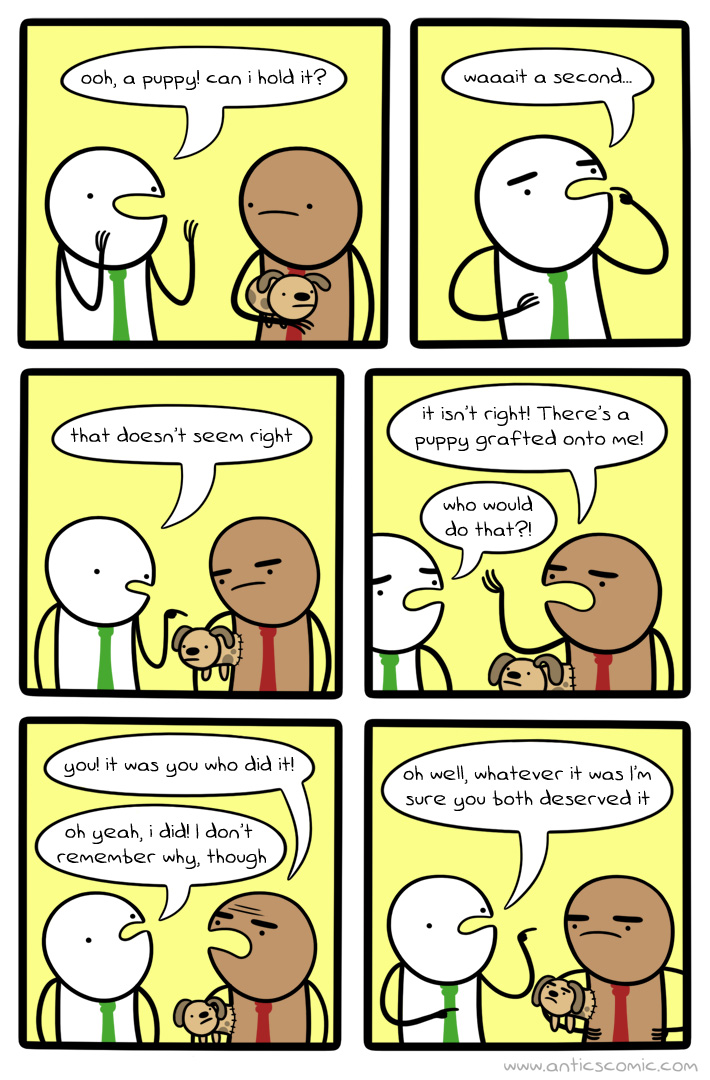 ooh, a puppy! can i hold it?
waaait a second...
that doesn't seem right
it isn't right! There's a
puppy grafted onto me!
who would
do that?!
you! it was you who did it!
oh yeah, i did! I don't
remember why, though
oh well, whatever it was I'm
sure you both deserved it
www.anticscomic.com